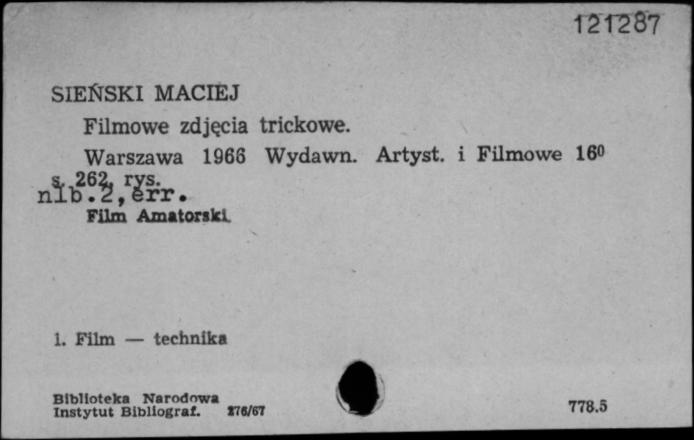 121287
SIEŃSKI MACIEJ
Filmowe zdjęcia trickowe.
Warszawa 1966 Wydawn. Artyst. i Filmowe 16⁰
s. 262, rys.
nlb.2,err.
Film Amatorski.
1. Film — technika
Biblioteka Narodowa
Instytut Bibliograf. 276/67
778.5